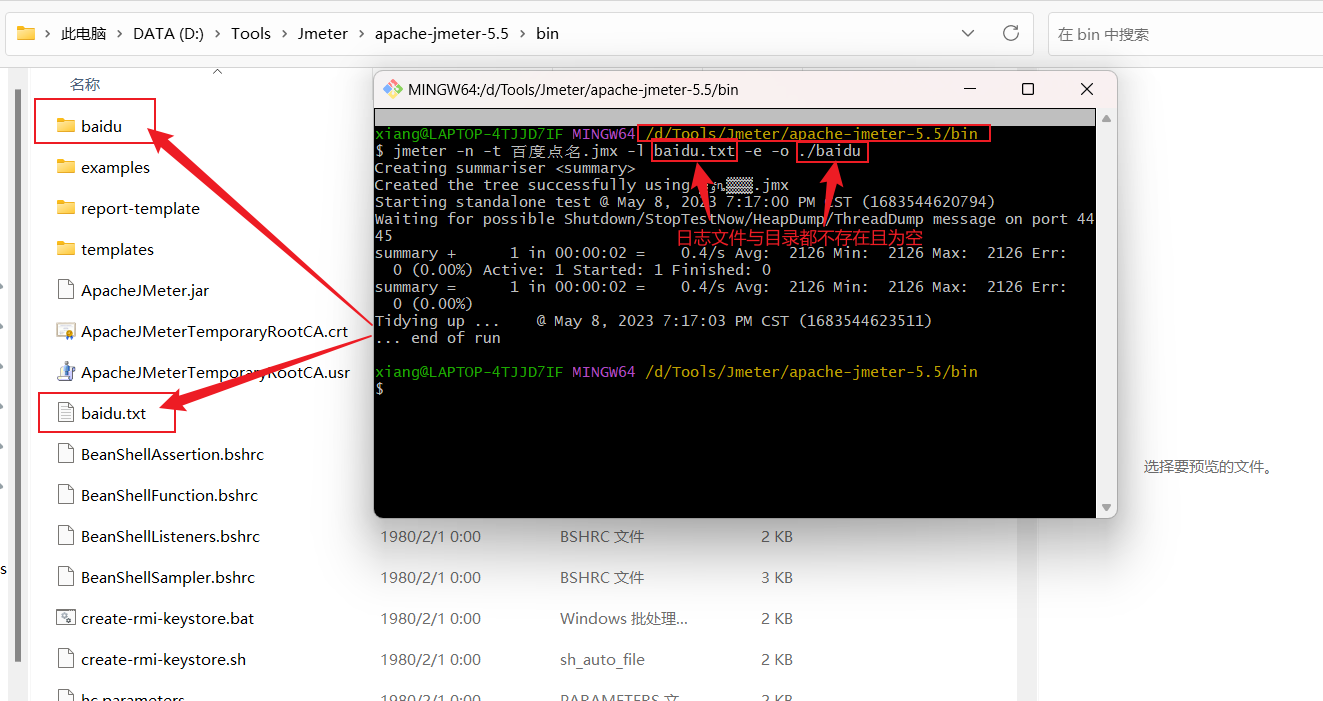 此电脑 > DATA (D:) > Tools > Jmeter > apache-jmeter-5.5 > bin
在 bin 中搜索
名称
baidu
examples
report-template
templates
ApacheJMeter.jar
ApacheJMeterTemporaryRootCA.crt
ApacheJMeterTemporaryRootCA.usr
baidu.txt
BeanShellAssertion.bshrc
BeanShellFunction.bshrc
BeanShellListeners.bshrc 1980/2/1 0:00 BSHRC 文件 2 KB
BeanShellSampler.bshrc 1980/2/1 0:00 BSHRC 文件 3 KB
create-rmi-keystore.bat 1980/2/1 0:00 Windows 批处理... 2 KB
create-rmi-keystore.sh 1980/2/1 0:00 sh_auto_file 2 KB
hc.parameters 1980/2/1 0:00 PARAMETERS 文 2 KB
MINGW64:/d/Tools/Jmeter/apache-jmeter-5.5/bin
xiang@LAPTOP-4TJJD7IF MINGW64 /d/Tools/Jmeter/apache-jmeter-5.5/bin
$ jmeter -n -t 百度点名.jmx -l baidu.txt -e -o ./baidu
Creating summariser <summary>
Created the tree successfully using .jmx
Starting standalone test @ May 8, 2023 7:17:00 PM CST (1683544620794)
Waiting for possible Shutdown/StopTestNow/HeapDump/ThreadDump message on port 44
45
日志文件与目录都不存在且为空
summary + 1 in 00:00:02 = 0.4/s Avg: 2126 Min: 2126 Max: 2126 Err:
0 (0.00%) Active: 1 Started: 1 Finished: 0
summary = 1 in 00:00:02 = 0.4/s Avg: 2126 Min: 2126 Max: 2126 Err:
0 (0.00%)
Tidying up ... @ May 8, 2023 7:17:03 PM CST (1683544623511)
... end of run
xiang@LAPTOP-4TJJD7IF MINGW64 /d/Tools/Jmeter/apache-jmeter-5.5/bin
$
选择要预览的文件。
s